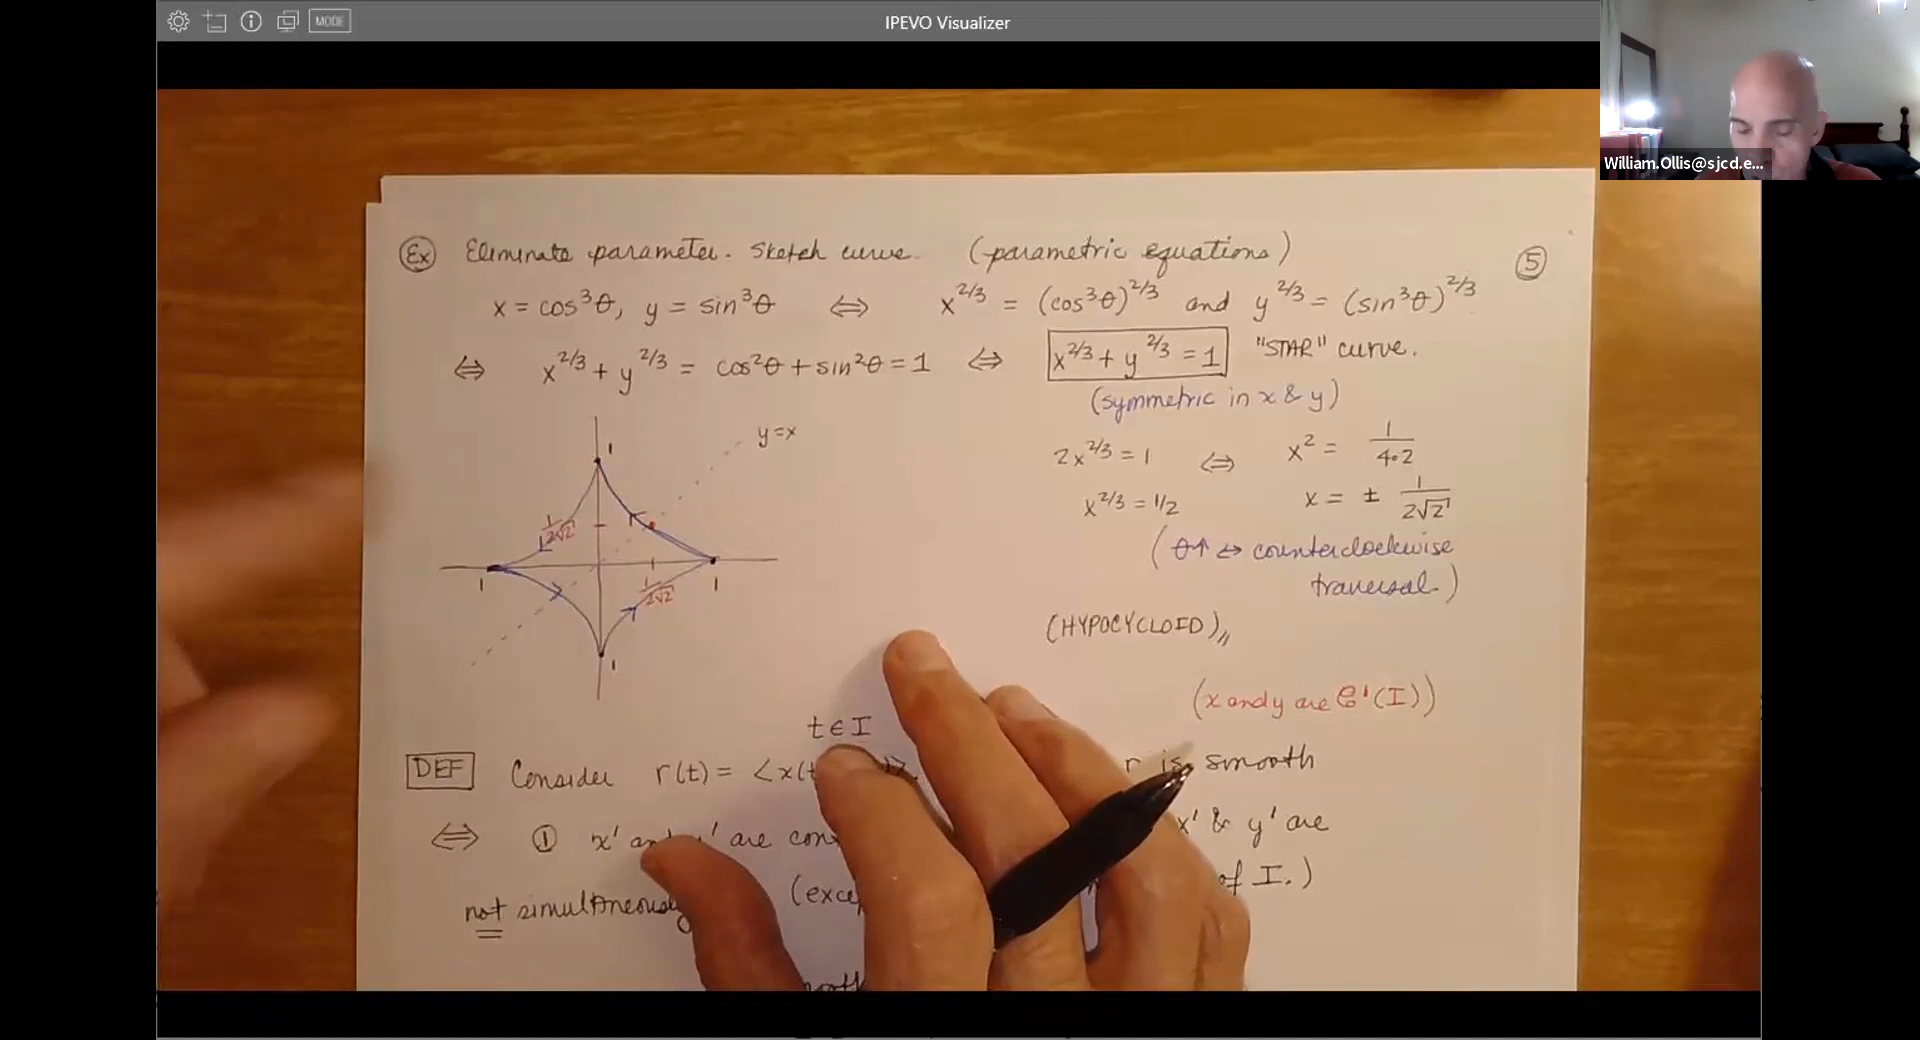 MODE
IPEVO Visualizer
William.Ollis@sjcd.e...
Ex Eliminate parameter. Sketch curve. (parametric equations) 5
x = cos³θ, y = sin³θ ⇔ x^2/3 = (cos³θ)^2/3 and y^2/3 = (sin³θ)^2/3
⇔ x^2/3 + y^2/3 = cos²θ + sin²θ = 1 ⇔ x^2/3 + y^2/3 = 1 "STAR" curve.
(symmetric in x & y)
y=x
1
2x^2/3 = 1 ⇔ x² = 1/4·2
x^2/3 = 1/2 x = ± 1/2√2
1/2√2
(θ↑ ↔ counterclockwise
traversal.)
1 1/2√2 1
(HYPOCYCLOID)
1
(x and y are C'(I))
t ∈ I
DEF Consider r(t) = <x(t r is smooth
⇔ ① x' an y' are con x' & y' are
not simultaneously (exce of I.)